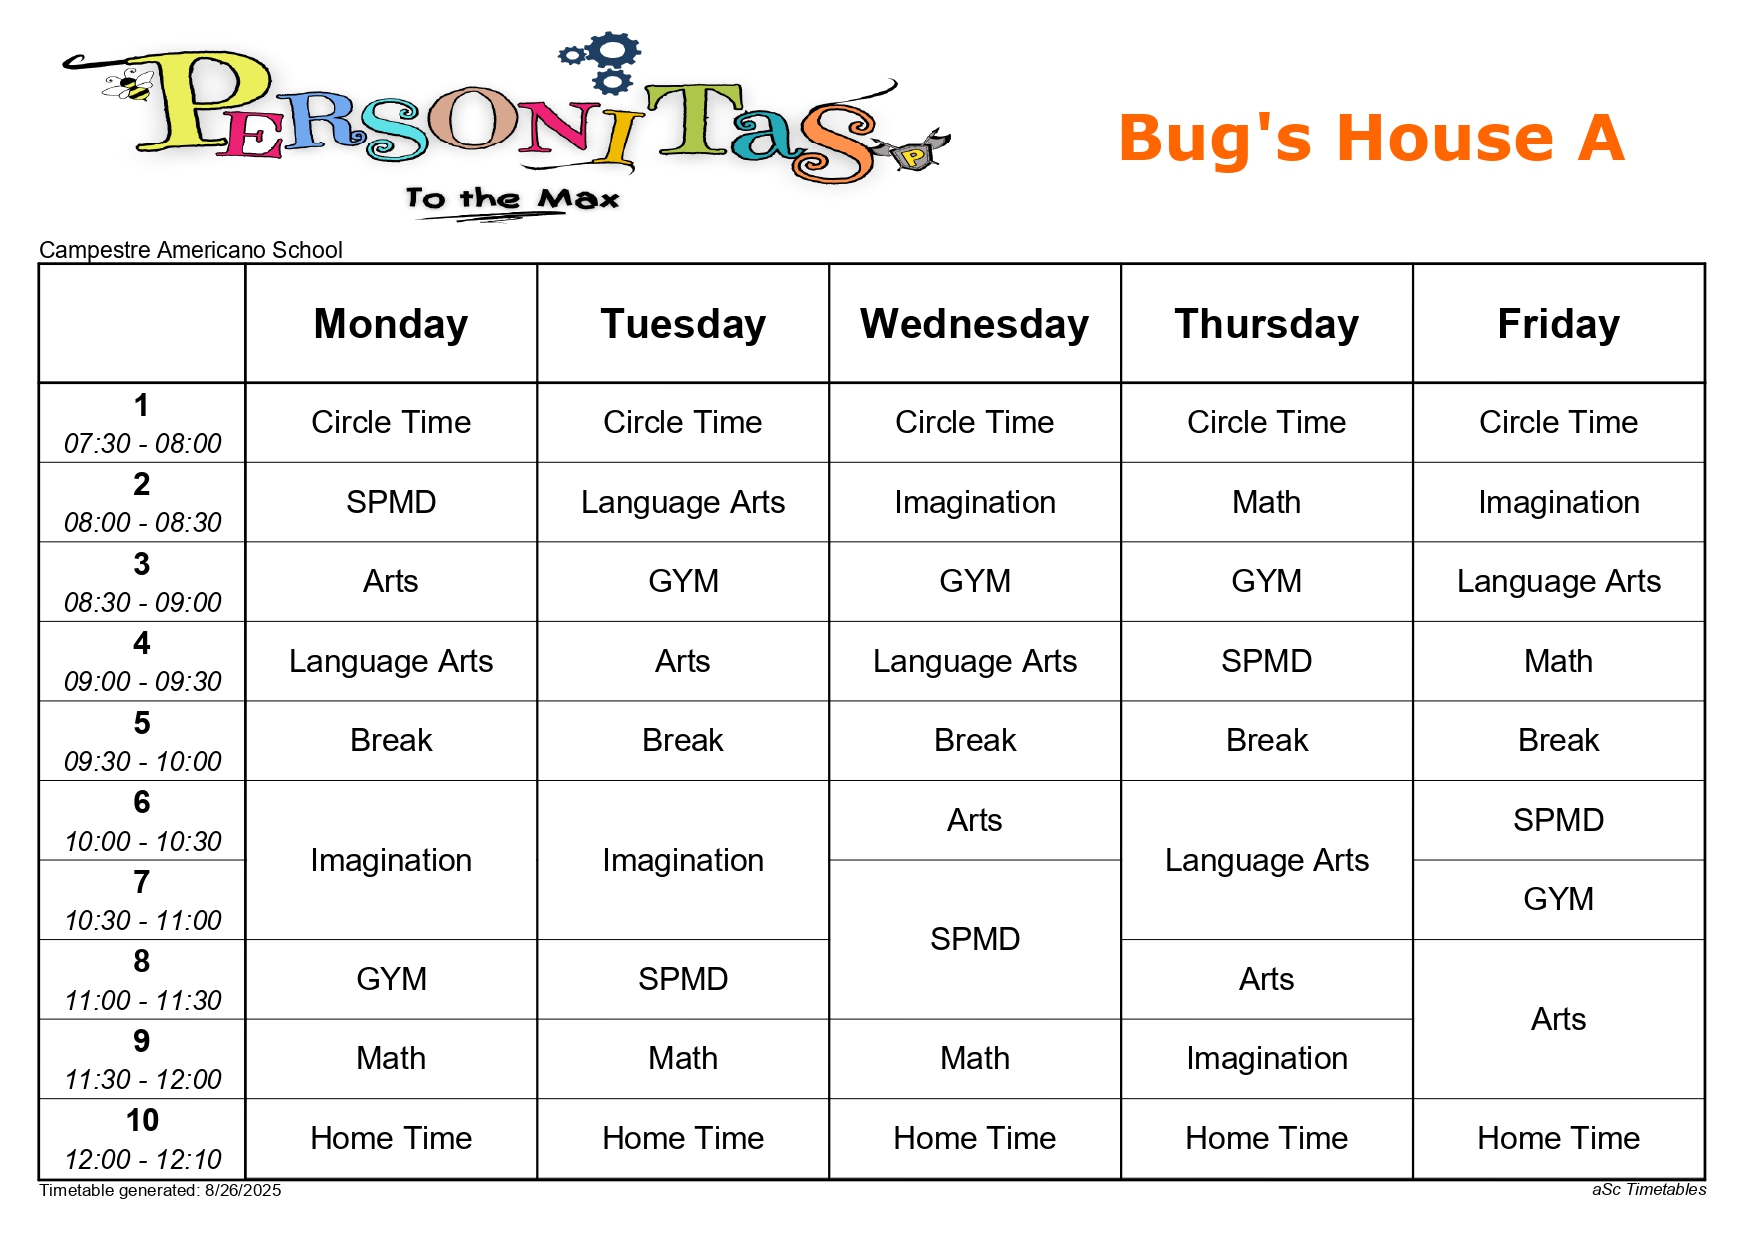 PERSONITAS
P
To the Max
Bug's House A
Campestre Americano School
Monday Tuesday Wednesday Thursday Friday
1
07:30 - 08:00
Circle Time Circle Time Circle Time Circle Time Circle Time
2
08:00 - 08:30
SPMD Language Arts Imagination Math Imagination
3
08:30 - 09:00
Arts GYM GYM GYM Language Arts
4
09:00 - 09:30
Language Arts Arts Language Arts SPMD Math
5
09:30 - 10:00
Break Break Break Break Break
6
10:00 - 10:30
Arts SPMD
Imagination Imagination Language Arts
7
10:30 - 11:00
GYM
SPMD
8
11:00 - 11:30
GYM SPMD Arts
Arts
9
11:30 - 12:00
Math Math Math Imagination
10
12:00 - 12:10
Home Time Home Time Home Time Home Time Home Time
Timetable generated: 8/26/2025
aSc Timetables